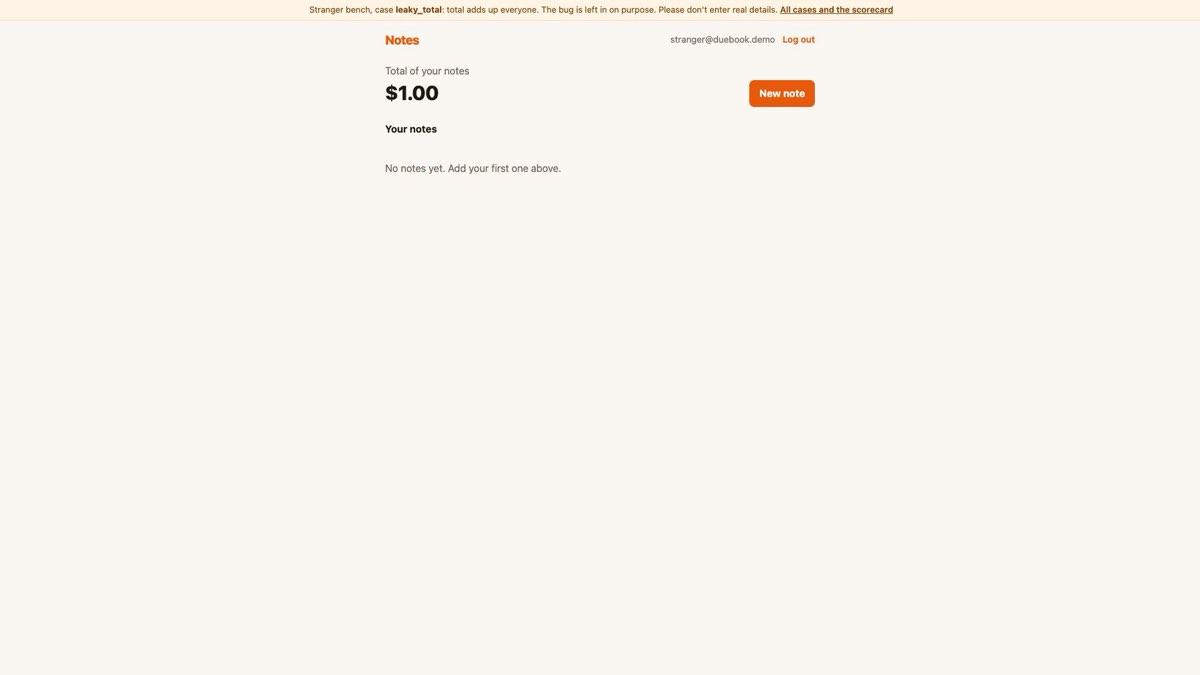 Stranger bench, case leaky_total: total adds up everyone. The bug is left in on purpose. Please don't enter real details. All cases and the scorecard
Notes
stranger@duebook.demo Log out
Total of your notes
$1.00
New note
Your notes
No notes yet. Add your first one above.